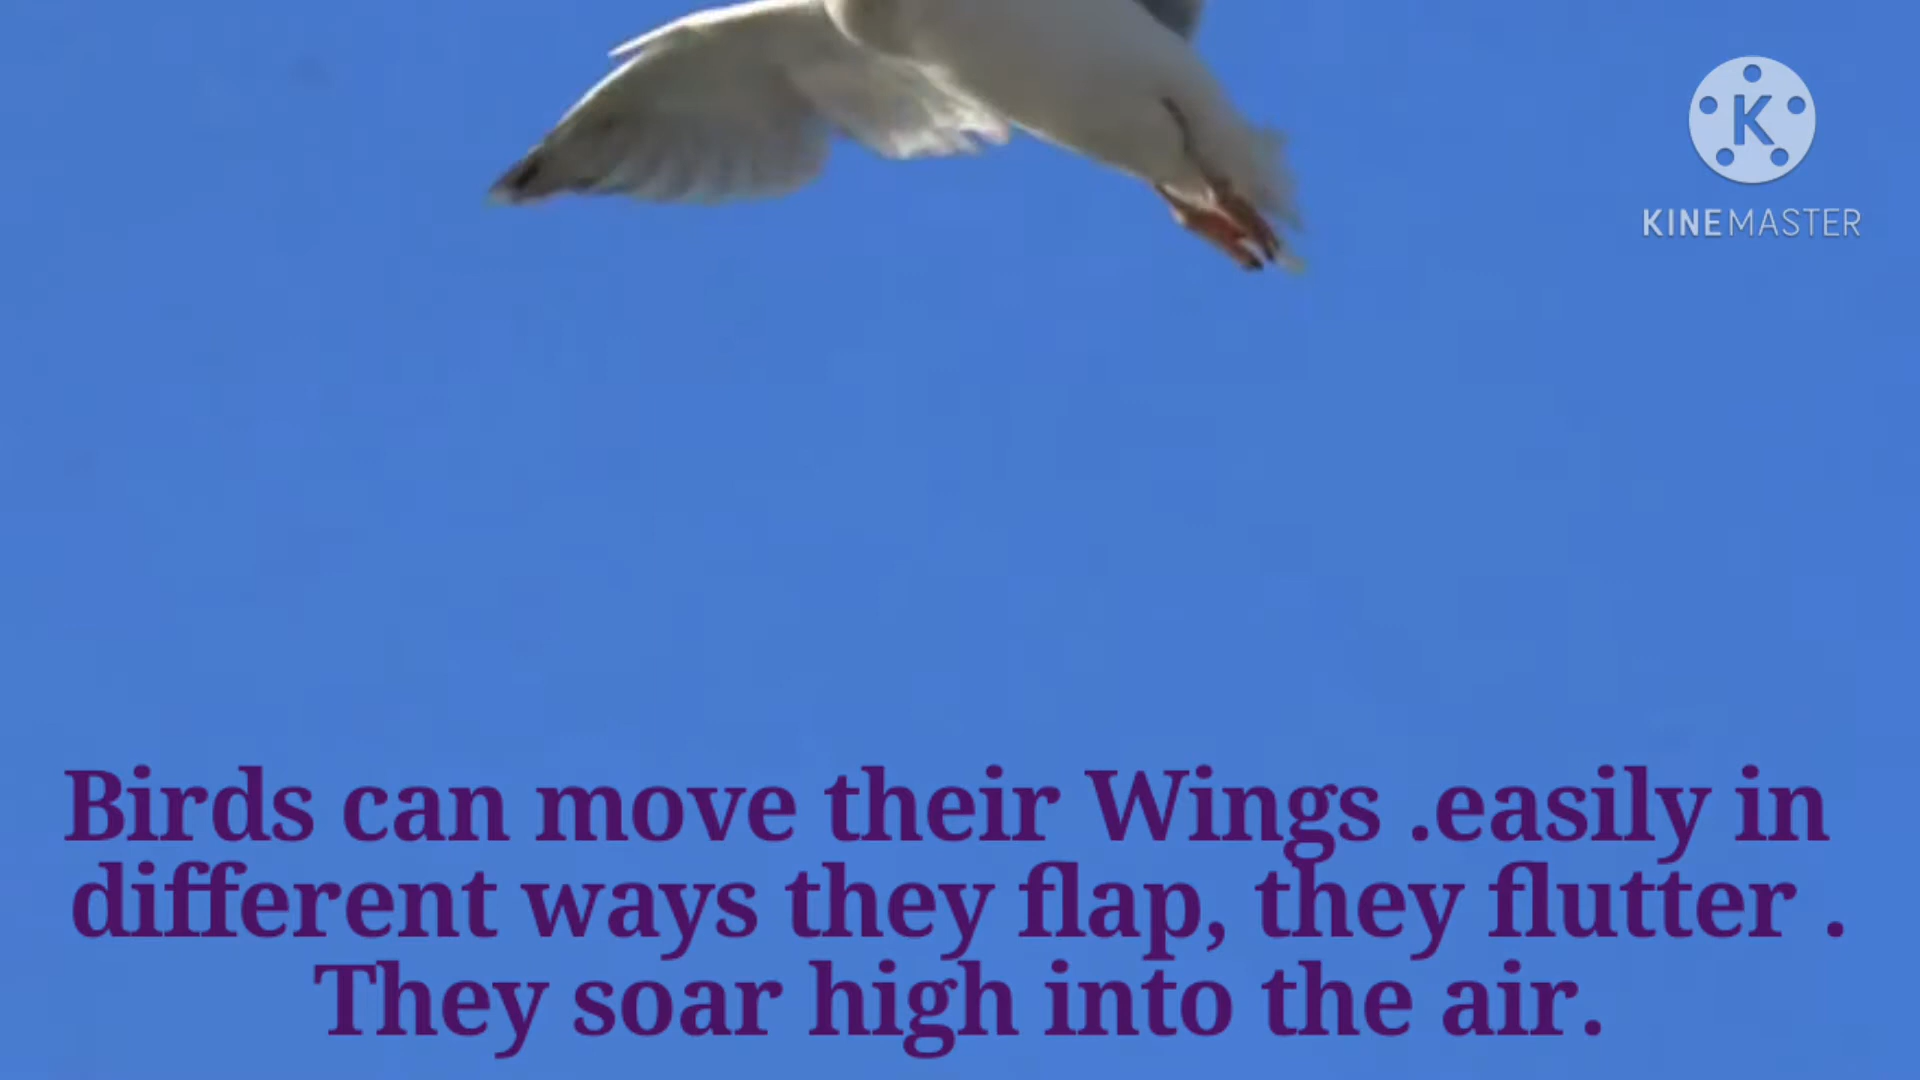 K
KINEMASTER
Birds can move their Wings .easily in
different ways they flap, they flutter .
They soar high into the air.